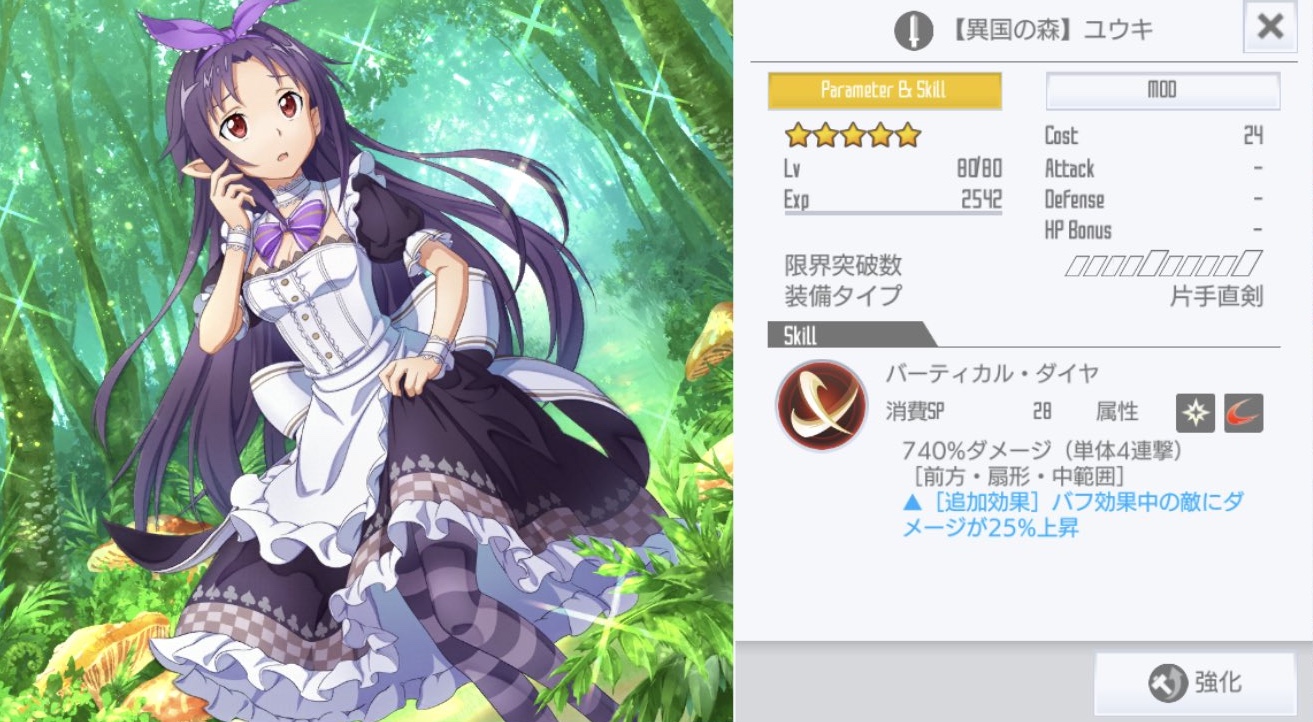 【異国の森】ユウキ
Parameter & Skill
MOD
Lv 80/80
Exp 2542
Cost 24
Attack -
Defense -
HP Bonus -
限界突破数
装備タイプ 片手直剣
Skill
バーティカル・ダイヤ
消費SP 28 属性
740%ダメージ（単体4連撃）
［前方・扇形・中範囲］
▲［追加効果］バフ効果中の敵にダ
メージが25%上昇
強化